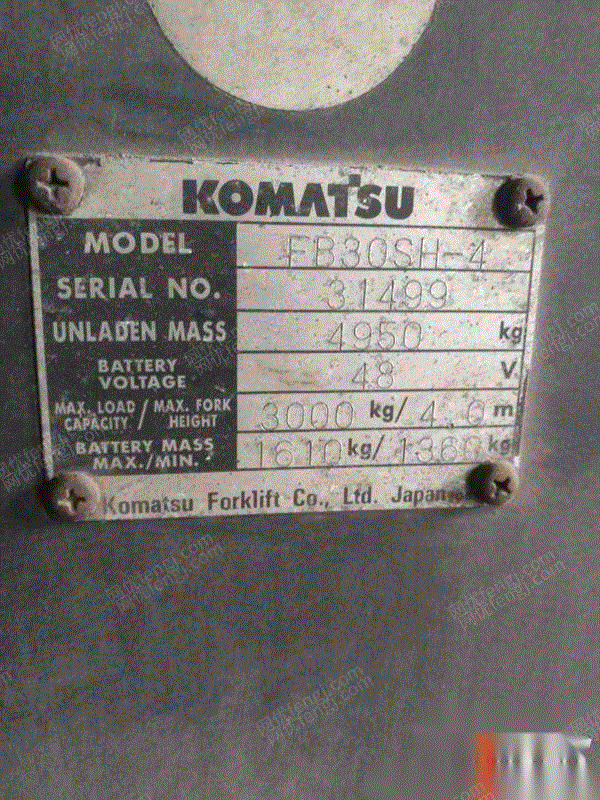 KOMATSU
MODEL FB30SH-4
SERIAL NO. 31499
UNLADEN MASS 4950 kg
BATTERY VOLTAGE 48 V
MAX. LOAD CAPACITY / MAX. FORK HEIGHT 3000 kg/ 4.0 m
BATTERY MASS MAX./MIN. 1610 kg/ 1360 kg
Komatsu Forklift Co., Ltd. Japan